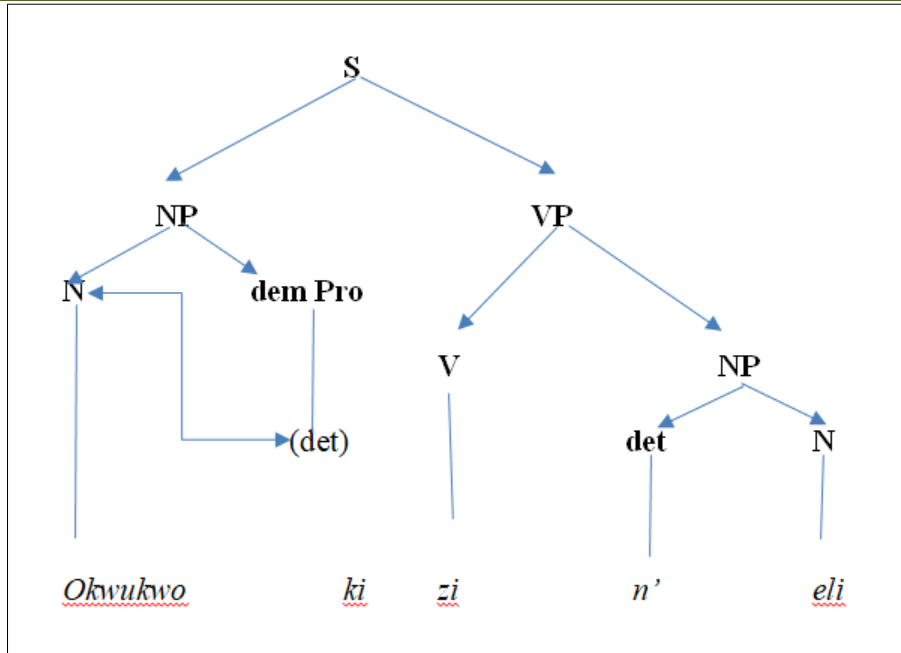 S
NP VP
N dem Pro
V NP
(det) det N
Okwukwo ki zi n’ eli